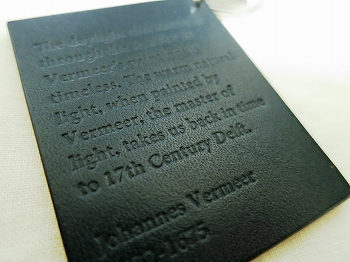 The daylight
through
Vermeer's
timeless. The warm natural
light, when painted by
Vermeer, the master of
light, takes us back in time
to 17th Century Delft.
Johannes Vermeer
1675